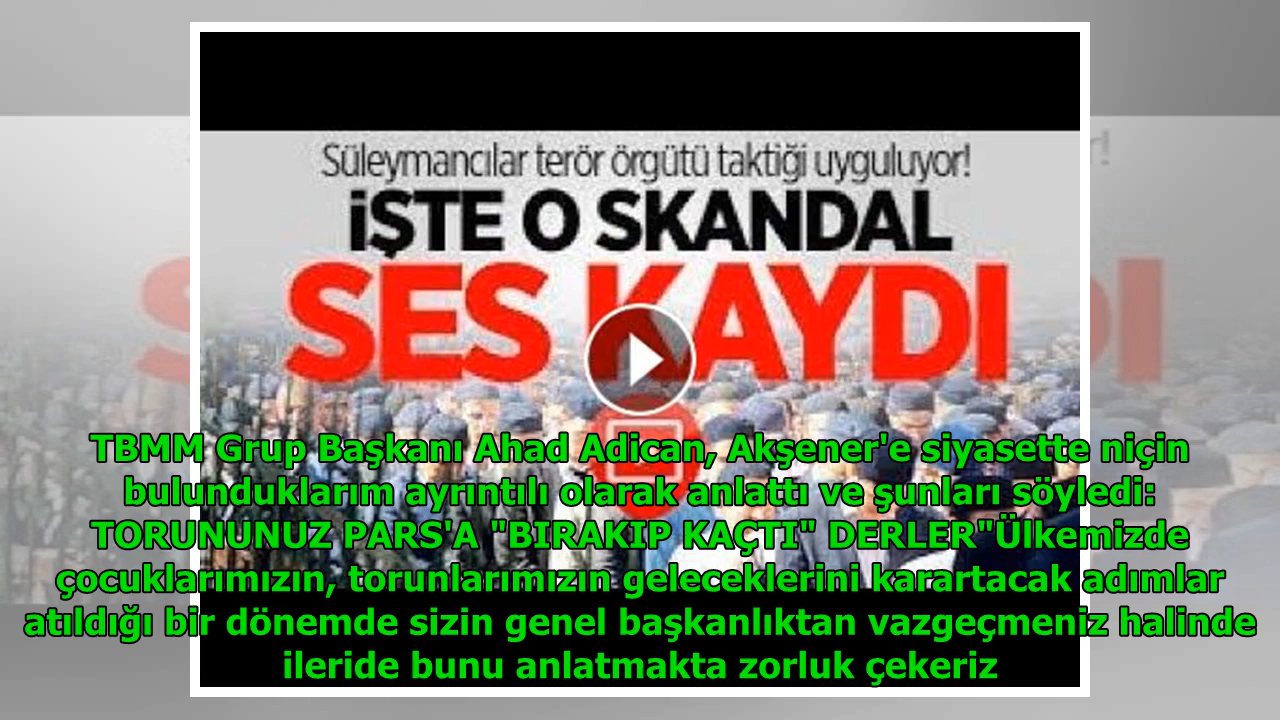 Süleymancılar terör örgütü taktiği uyguluyor!
İŞTE O SKANDAL
SES KAYDI
TBMM Grup Başkanı Ahad Adican, Akşener'e siyasette niçin
bulunduklarım ayrıntılı olarak anlattı ve şunları söyledi:
TORUNUNUZ PARS'A "BIRAKIP KAÇTI" DERLER"Ülkemizde
çocuklarımızın, torunlarımızın geleceklerini karartacak adımlar
atıldığı bir dönemde sizin genel başkanlıktan vazgeçmeniz halinde
ileride bunu anlatmakta zorluk çekeriz